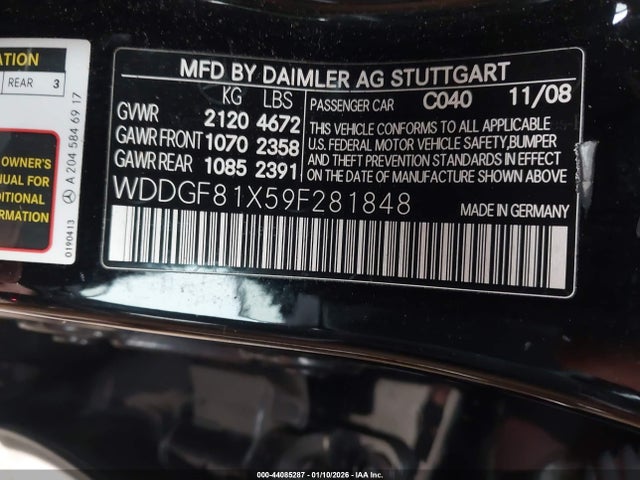 ATION
REAR 3
OWNER'S
MANUAL FOR
DDITIONAL
FORMATION
0190413 A 204 584 69 17
MFD BY DAIMLER AG STUTTGART
KG LBS
GVWR 2120 4672
GAWR FRONT 1070 2358
GAWR REAR 1085 2391
PASSENGER CAR C040 11/08
THIS VEHICLE CONFORMS TO ALL APPLICABLE
U.S. FEDERAL MOTOR VEHICLE SAFETY,BUMPER
AND THEFT PREVENTION STANDARDS IN EFFECT
ON THE DATE OF MANUFACTURE SHOWN ABOVE
WDDGF81X59F281848 MADE IN GERMANY
000-44085287 - 01/10/2026 - IAA Inc.